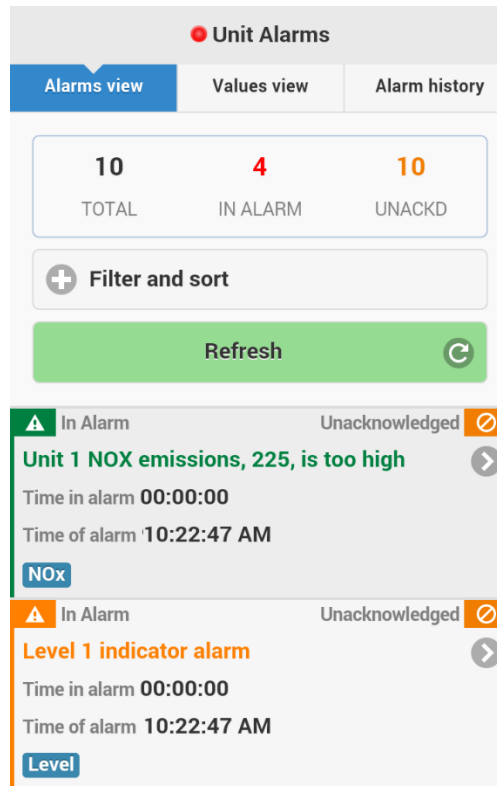 Unit Alarms
Alarms view Values view Alarm history
10 4 10
TOTAL IN ALARM UNACKD
Filter and sort
Refresh
In Alarm Unacknowledged
Unit 1 NOX emissions, 225, is too high
Time in alarm 00:00:00
Time of alarm 10:22:47 AM
NOx
In Alarm Unacknowledged
Level 1 indicator alarm
Time in alarm 00:00:00
Time of alarm 10:22:47 AM
Level